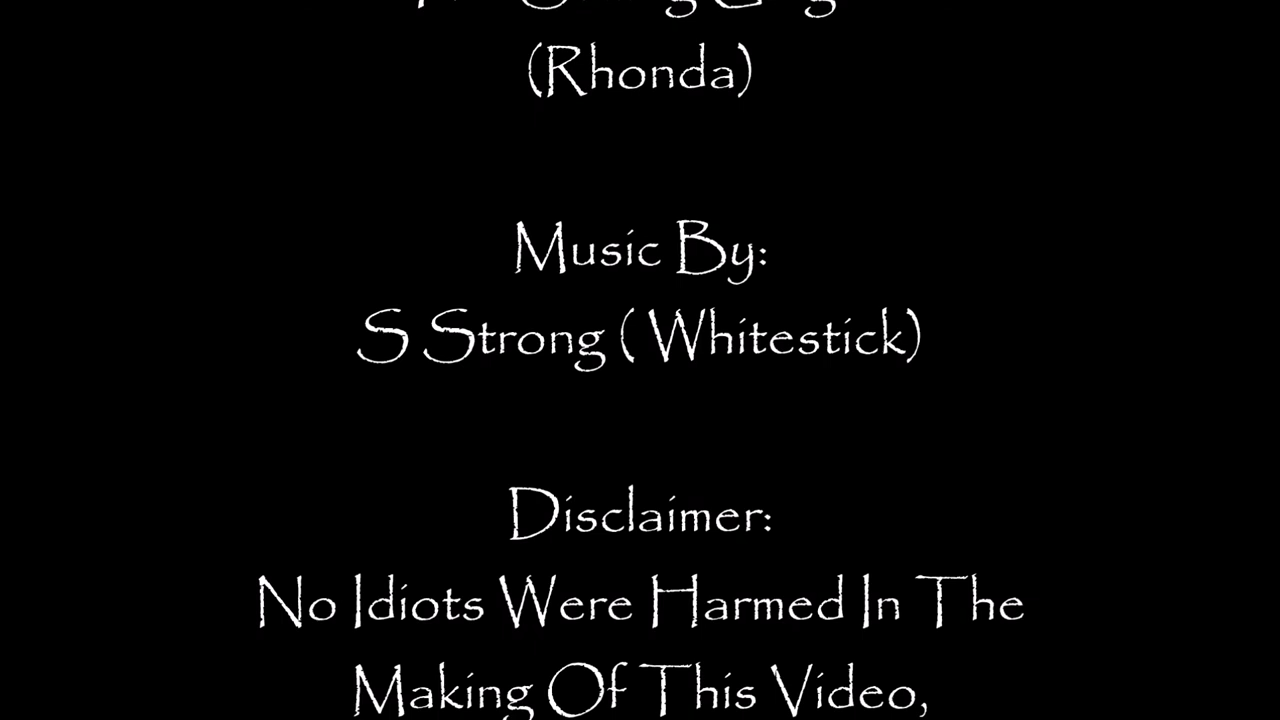 (Rhonda)
Music By:
S Strong ( Whitestick)
Disclaimer:
No Idiots Were Harmed In The
Making Of This Video,